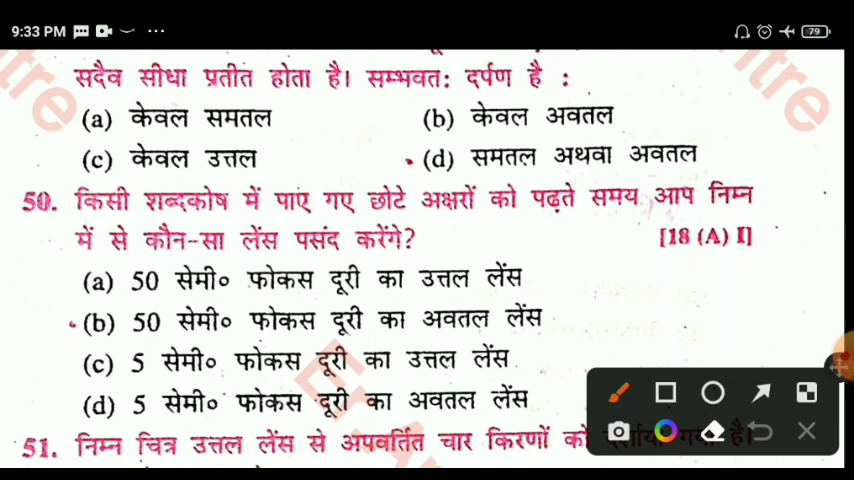 9:33 PM
79
सदैव सीधा प्रतीत होता है। सम्भवत: दर्पण है :
(a) केवल समतल (b) केवल अवतल
(c) केवल उत्तल (d) समतल अथवा अवतल
50. किसी शब्दकोष में पाए गए छोटे अक्षरों को पढ़ते समय आप निम्न
में से कौन-सा लेंस पसंद करेंगे? [18 (A) I]
(a) 50 सेमी० फोकस दूरी का उत्तल लेंस
(b) 50 सेमी० फोकस दूरी का अवतल लेंस
(c) 5 सेमी० फोकस दूरी का उत्तल लेंस
(d) 5 सेमी० फोकस दूरी का अवतल लेंस
51. निम्न चित्र उत्तल लेंस से अपवर्तित चार किरणों को